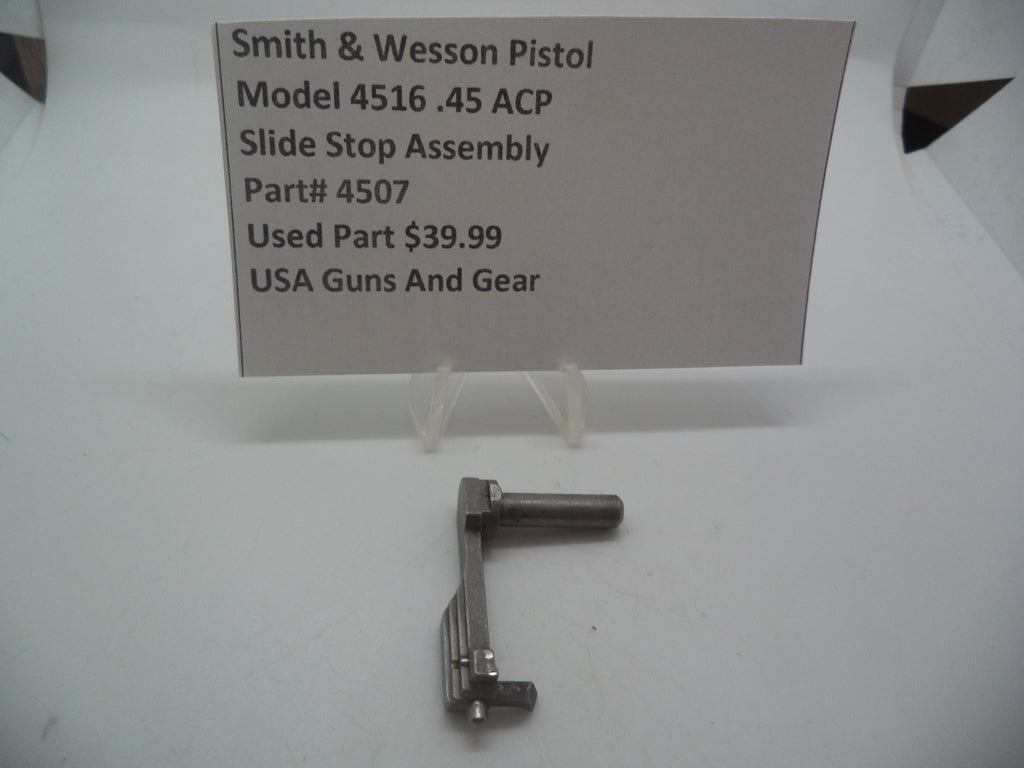 Smith & Wesson Pistol
Model 4516 .45 ACP
Slide Stop Assembly
Part# 4507
Used Part $39.99
USA Guns And Gear